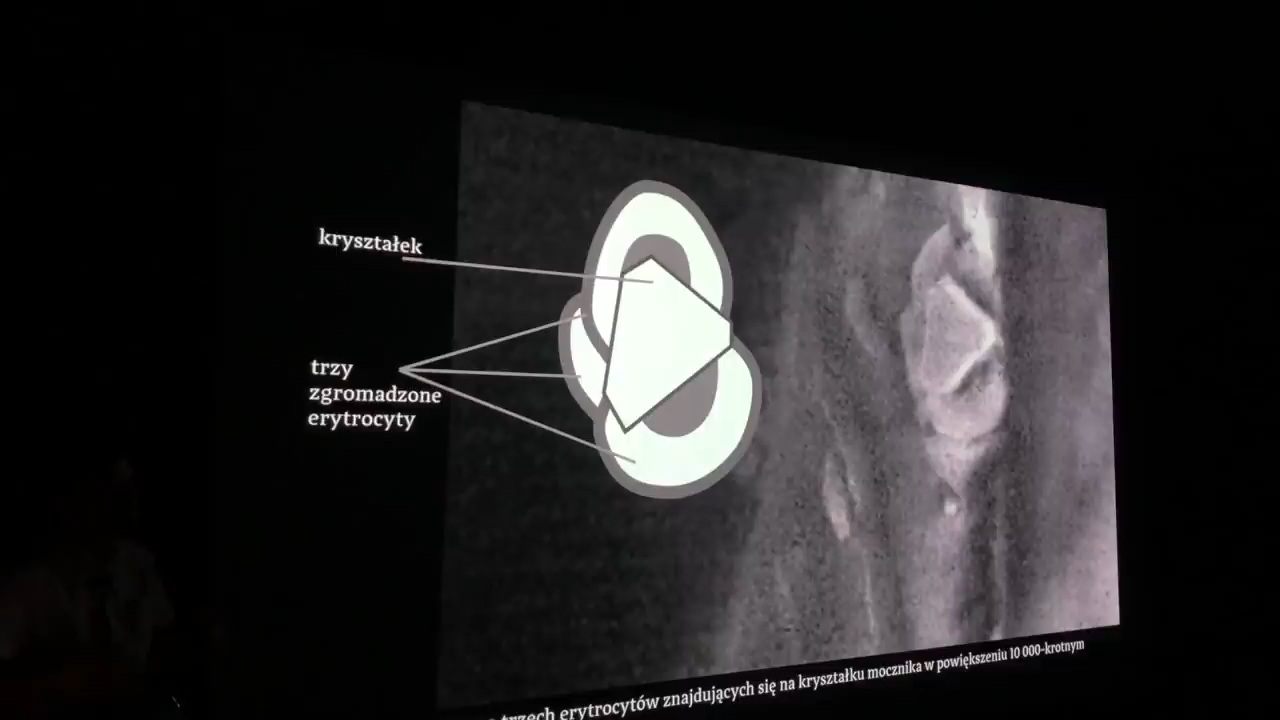 kryształek
trzy
zgromadzone
erytrocyty
trzech erytrocytów znajdujących się na kryształku mocznika w powiększeniu 10 000-krotnym